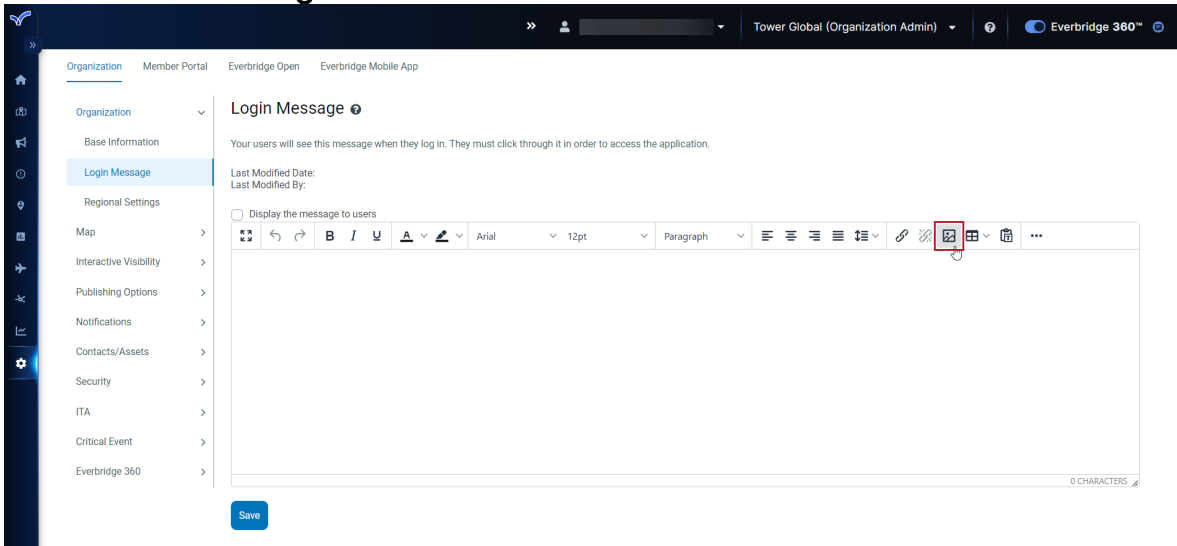 Tower Global (Organization Admin)
Everbridge 360™
Organization Member Portal Everbridge Open Everbridge Mobile App
Organization
Base Information
Login Message
Regional Settings
Map
Interactive Visibility
Publishing Options
Notifications
Contacts/Assets
Security
ITA
Critical Event
Everbridge 360
Login Message
Your users will see this message when they log in. They must click through it in order to access the application.
Last Modified Date:
Last Modified By:
Display the message to users
B I U A Arial 12pt Paragraph
0 CHARACTERS
Save